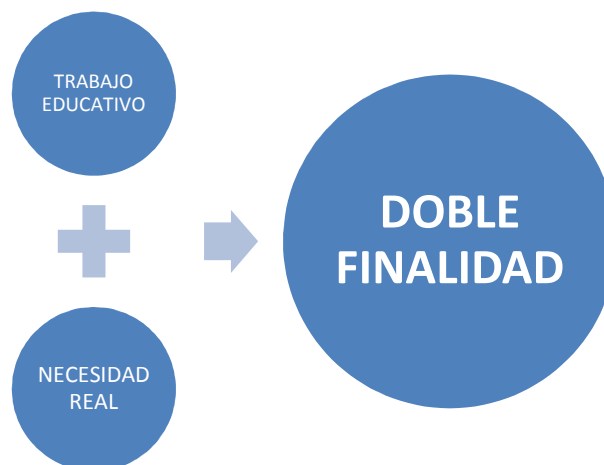 TRABAJO
EDUCATIVO
NECESIDAD
REAL
DOBLE
FINALIDAD